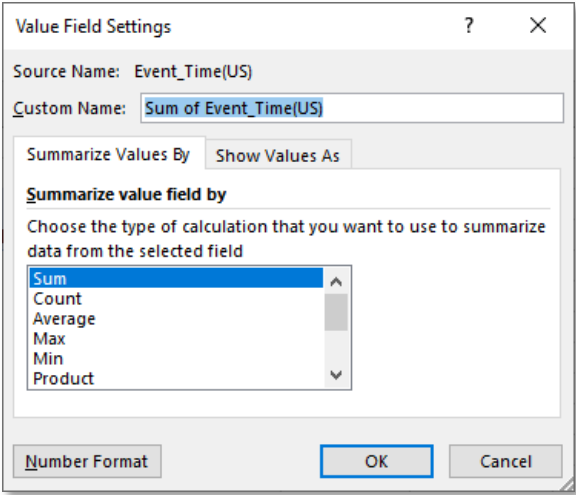 Value Field Settings ?
Source Name: Event_Time(US)
Custom Name: Sum of Event_Time(US)
Summarize Values By Show Values As
Summarize value field by
Choose the type of calculation that you want to use to summarize
data from the selected field
Sum
Count
Average
Max
Min
Product
Number Format OK Cancel